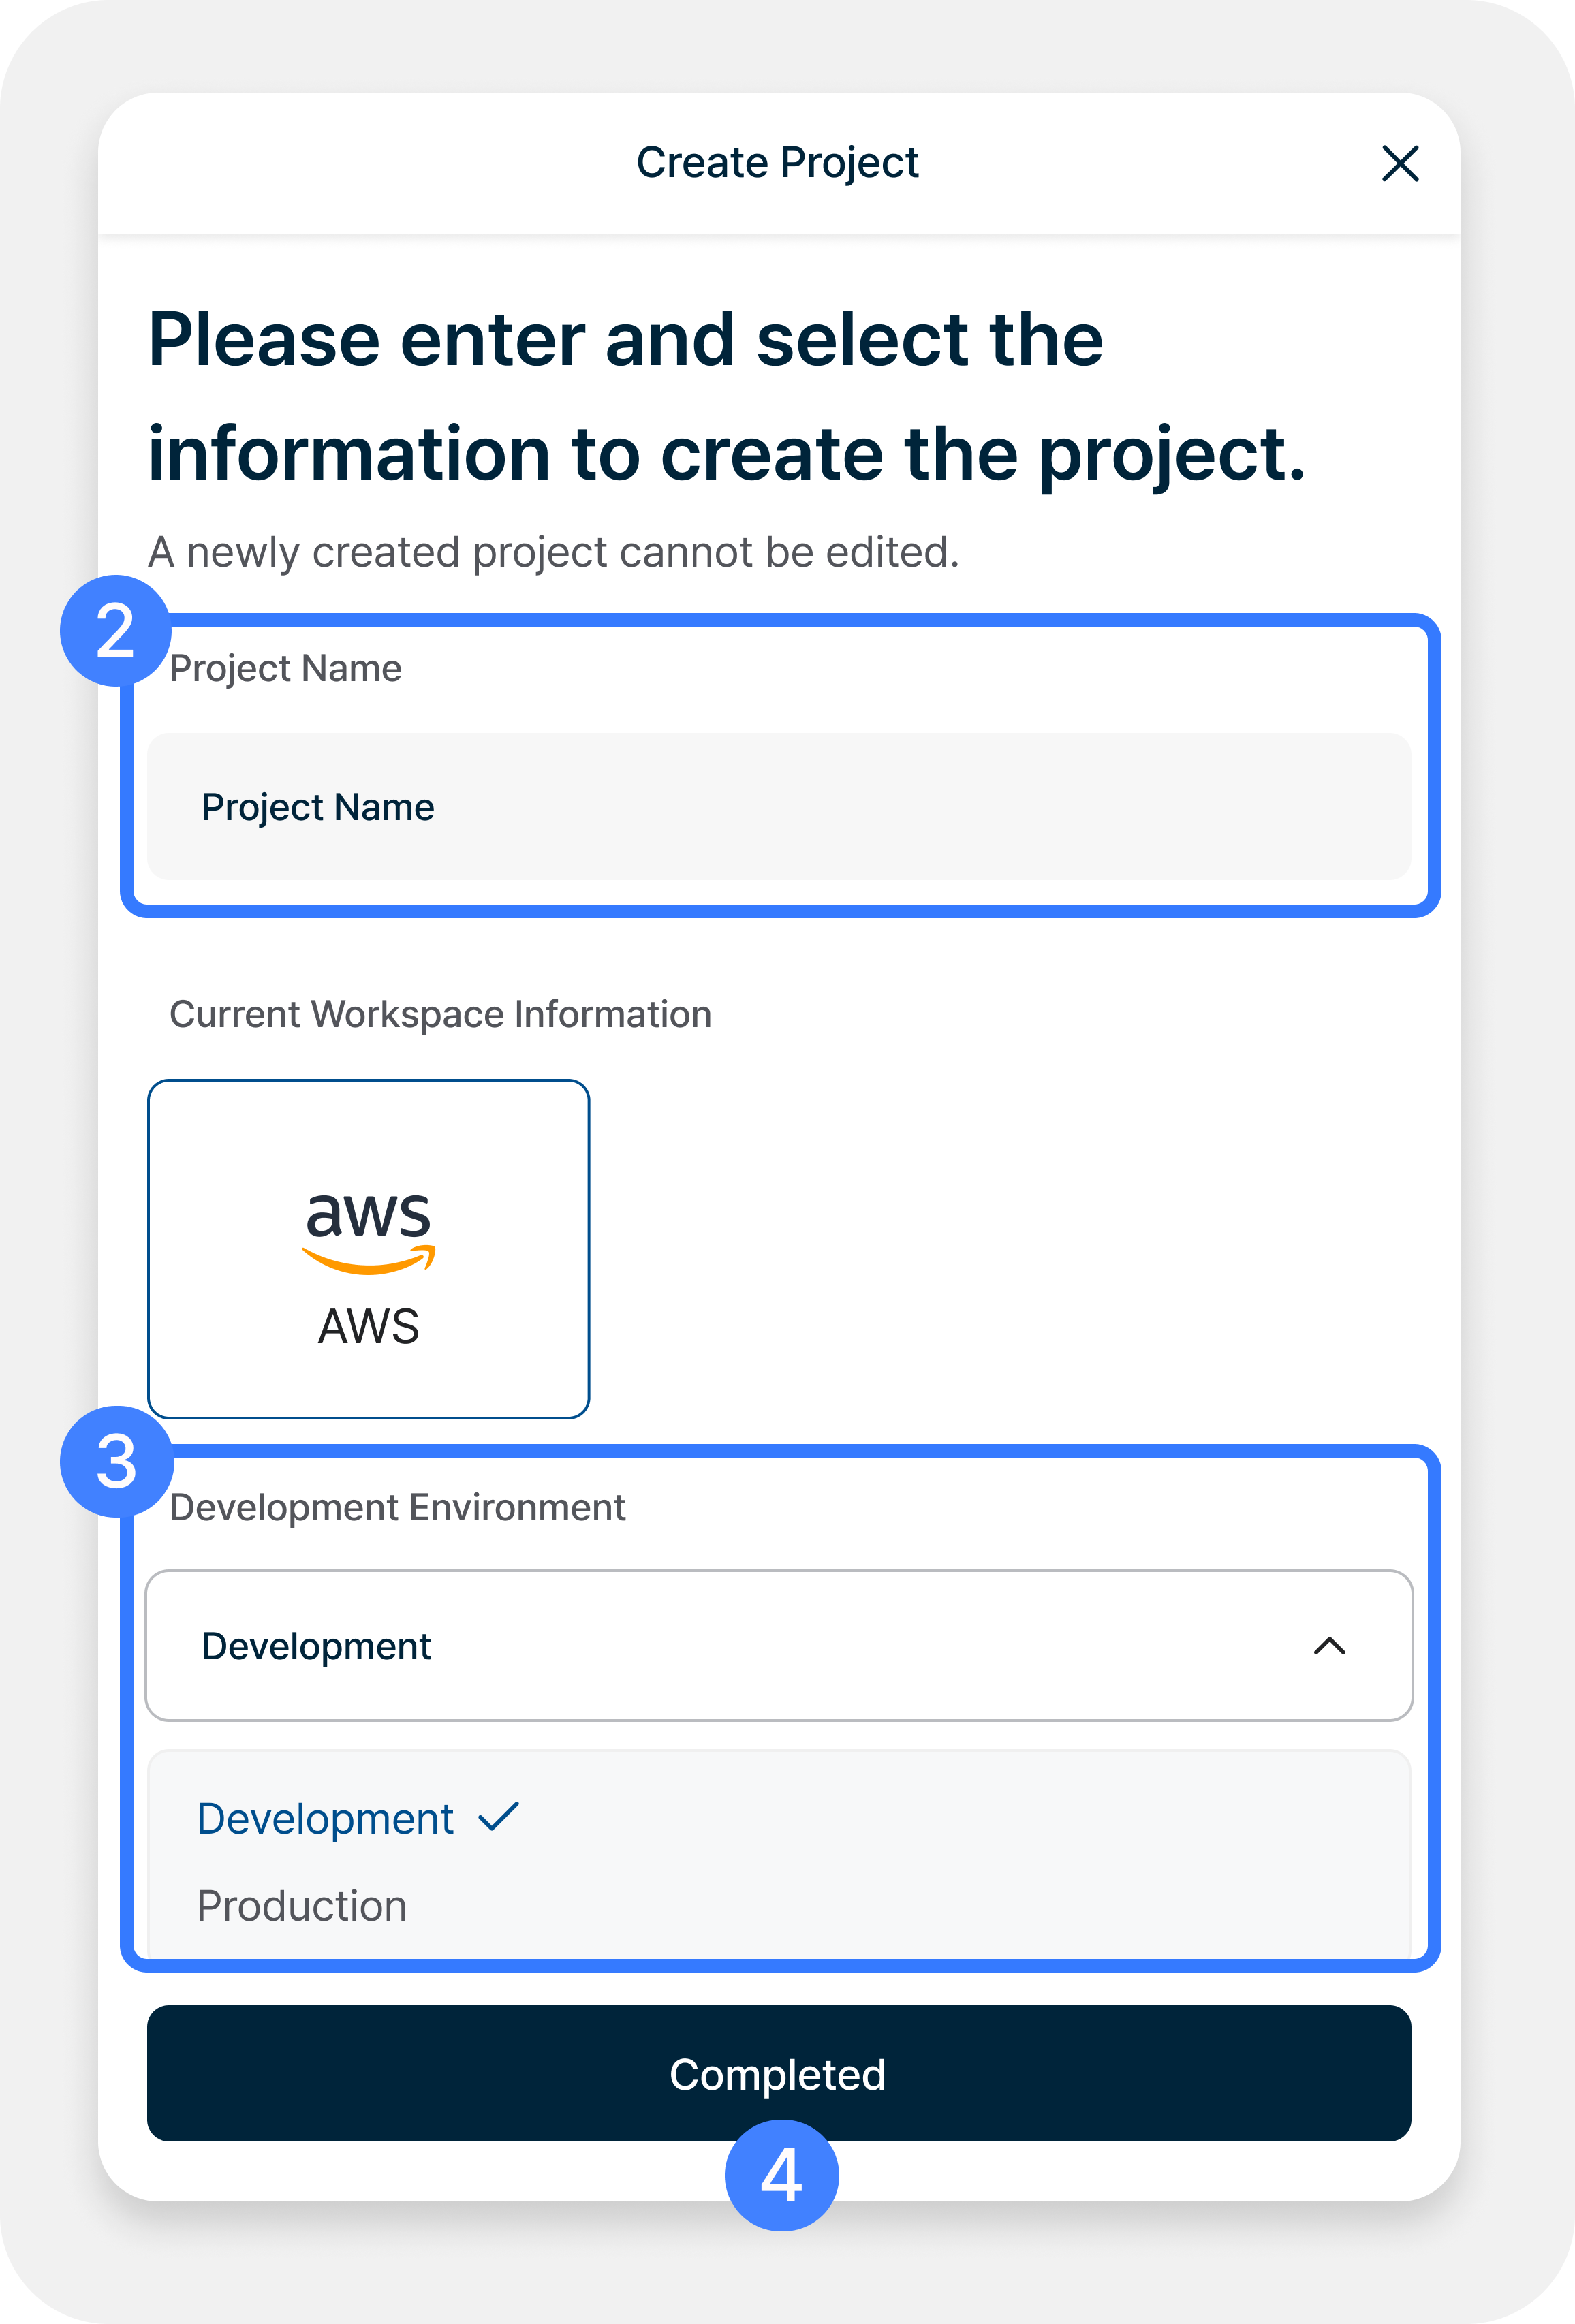 Create Project
Please enter and select the
information to create the project.
A newly created project cannot be edited.
2
Project Name
Project Name
Current Workspace Information
aws
AWS
3
Development Environment
Development
Development
Production
Completed
4